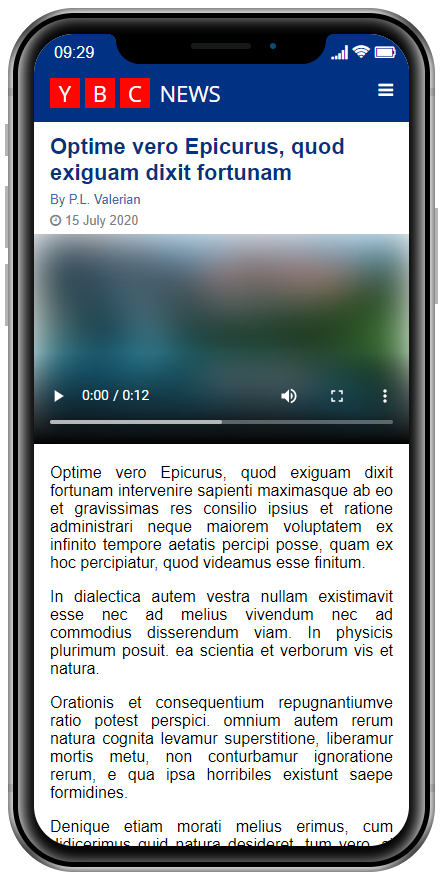 09:29
Y B C NEWS
Optime vero Epicurus, quod
exiguam dixit fortunam
By P.L. Valerian
15 July 2020
0:00 / 0:12
Optime vero Epicurus, quod exiguam dixit
fortunam intervenire sapienti maximasque ab eo
et gravissimas res consilio ipsius et ratione
administrari neque maiorem voluptatem ex
infinito tempore aetatis percipi posse, quam ex
hoc percipiatur, quod videamus esse finitum.
In dialectica autem vestra nullam existimavit
esse nec ad melius vivendum nec ad
commodius disserendum viam. In physicis
plurimum posuit. ea scientia et verborum vis et
natura.
Orationis et consequentium repugnantiumve
ratio potest perspici. omnium autem rerum
natura cognita levamur superstitione, liberamur
mortis metu, non conturbamur ignoratione
rerum, e qua ipsa horribiles existunt saepe
formidines.
Denique etiam morati melius erimus, cum
didicerimus quid natura desideret. tum vero